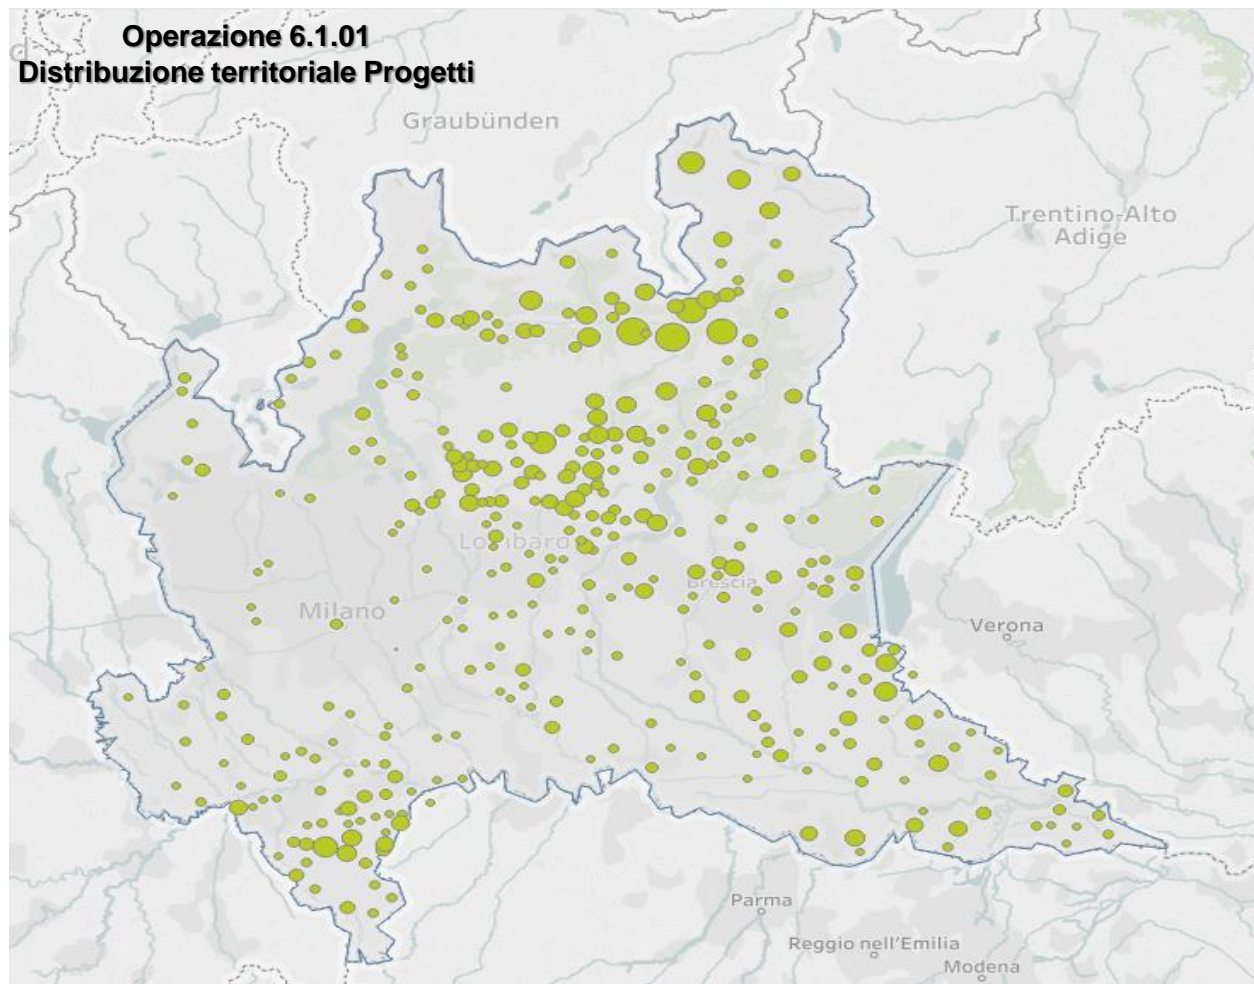 Operazione 6.1.01
Distribuzione territoriale Progetti
Graubünden
Trentino-Alto
Adige
Lombard
Brescia
Milano
Verona
Parma
Reggio nell'Emilia
Modena